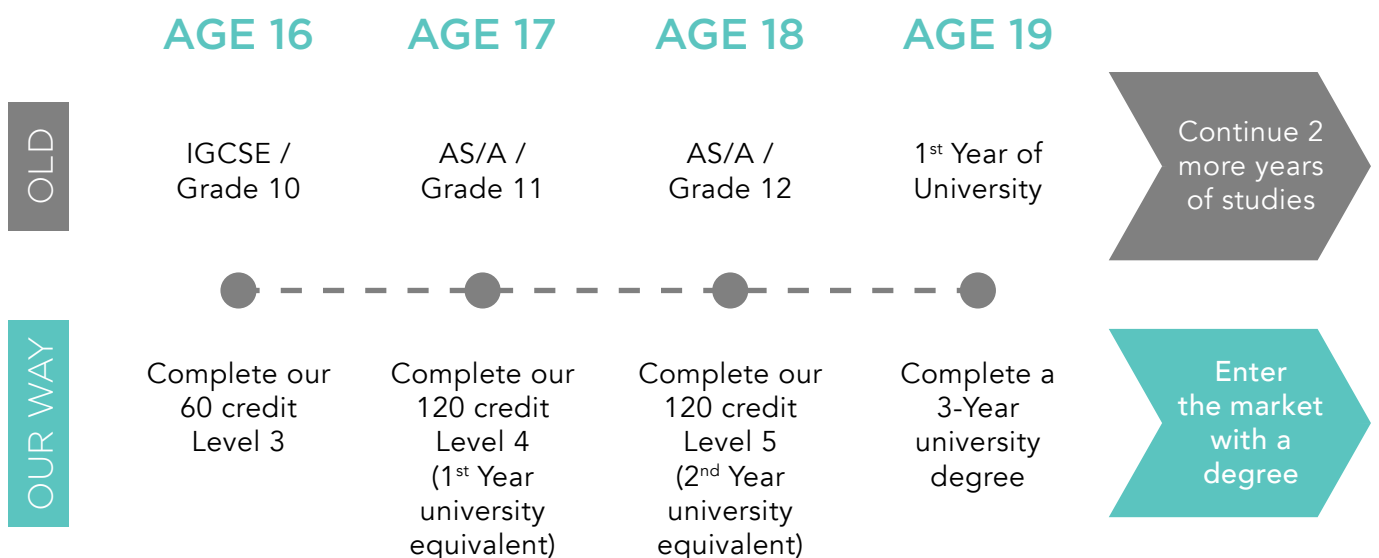 AGE 16
AGE 17
AGE 18
AGE 19
OLD
IGCSE /
Grade 10
AS/A /
Grade 11
AS/A /
Grade 12
1st Year of
University
Continue 2
more years
of studies
OUR WAY
Complete our
60 credit
Level 3
Complete our
120 credit
Level 4
(1st Year
university
equivalent)
Complete our
120 credit
Level 5
(2nd Year
university
equivalent)
Complete a
3-Year
university
degree
Enter
the market
with a
degree